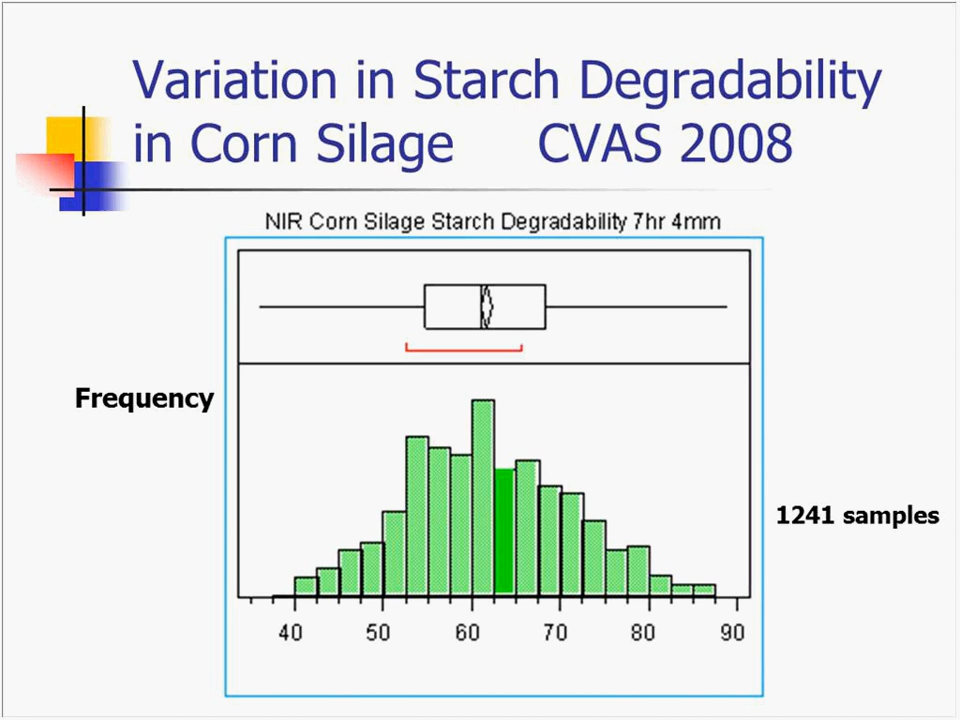 Variation in Starch Degradability
in Corn Silage CVAS 2008
NIR Corn Silage Starch Degradability 7hr 4mm
Frequency
1241 samples
40 50 60 70 80 90